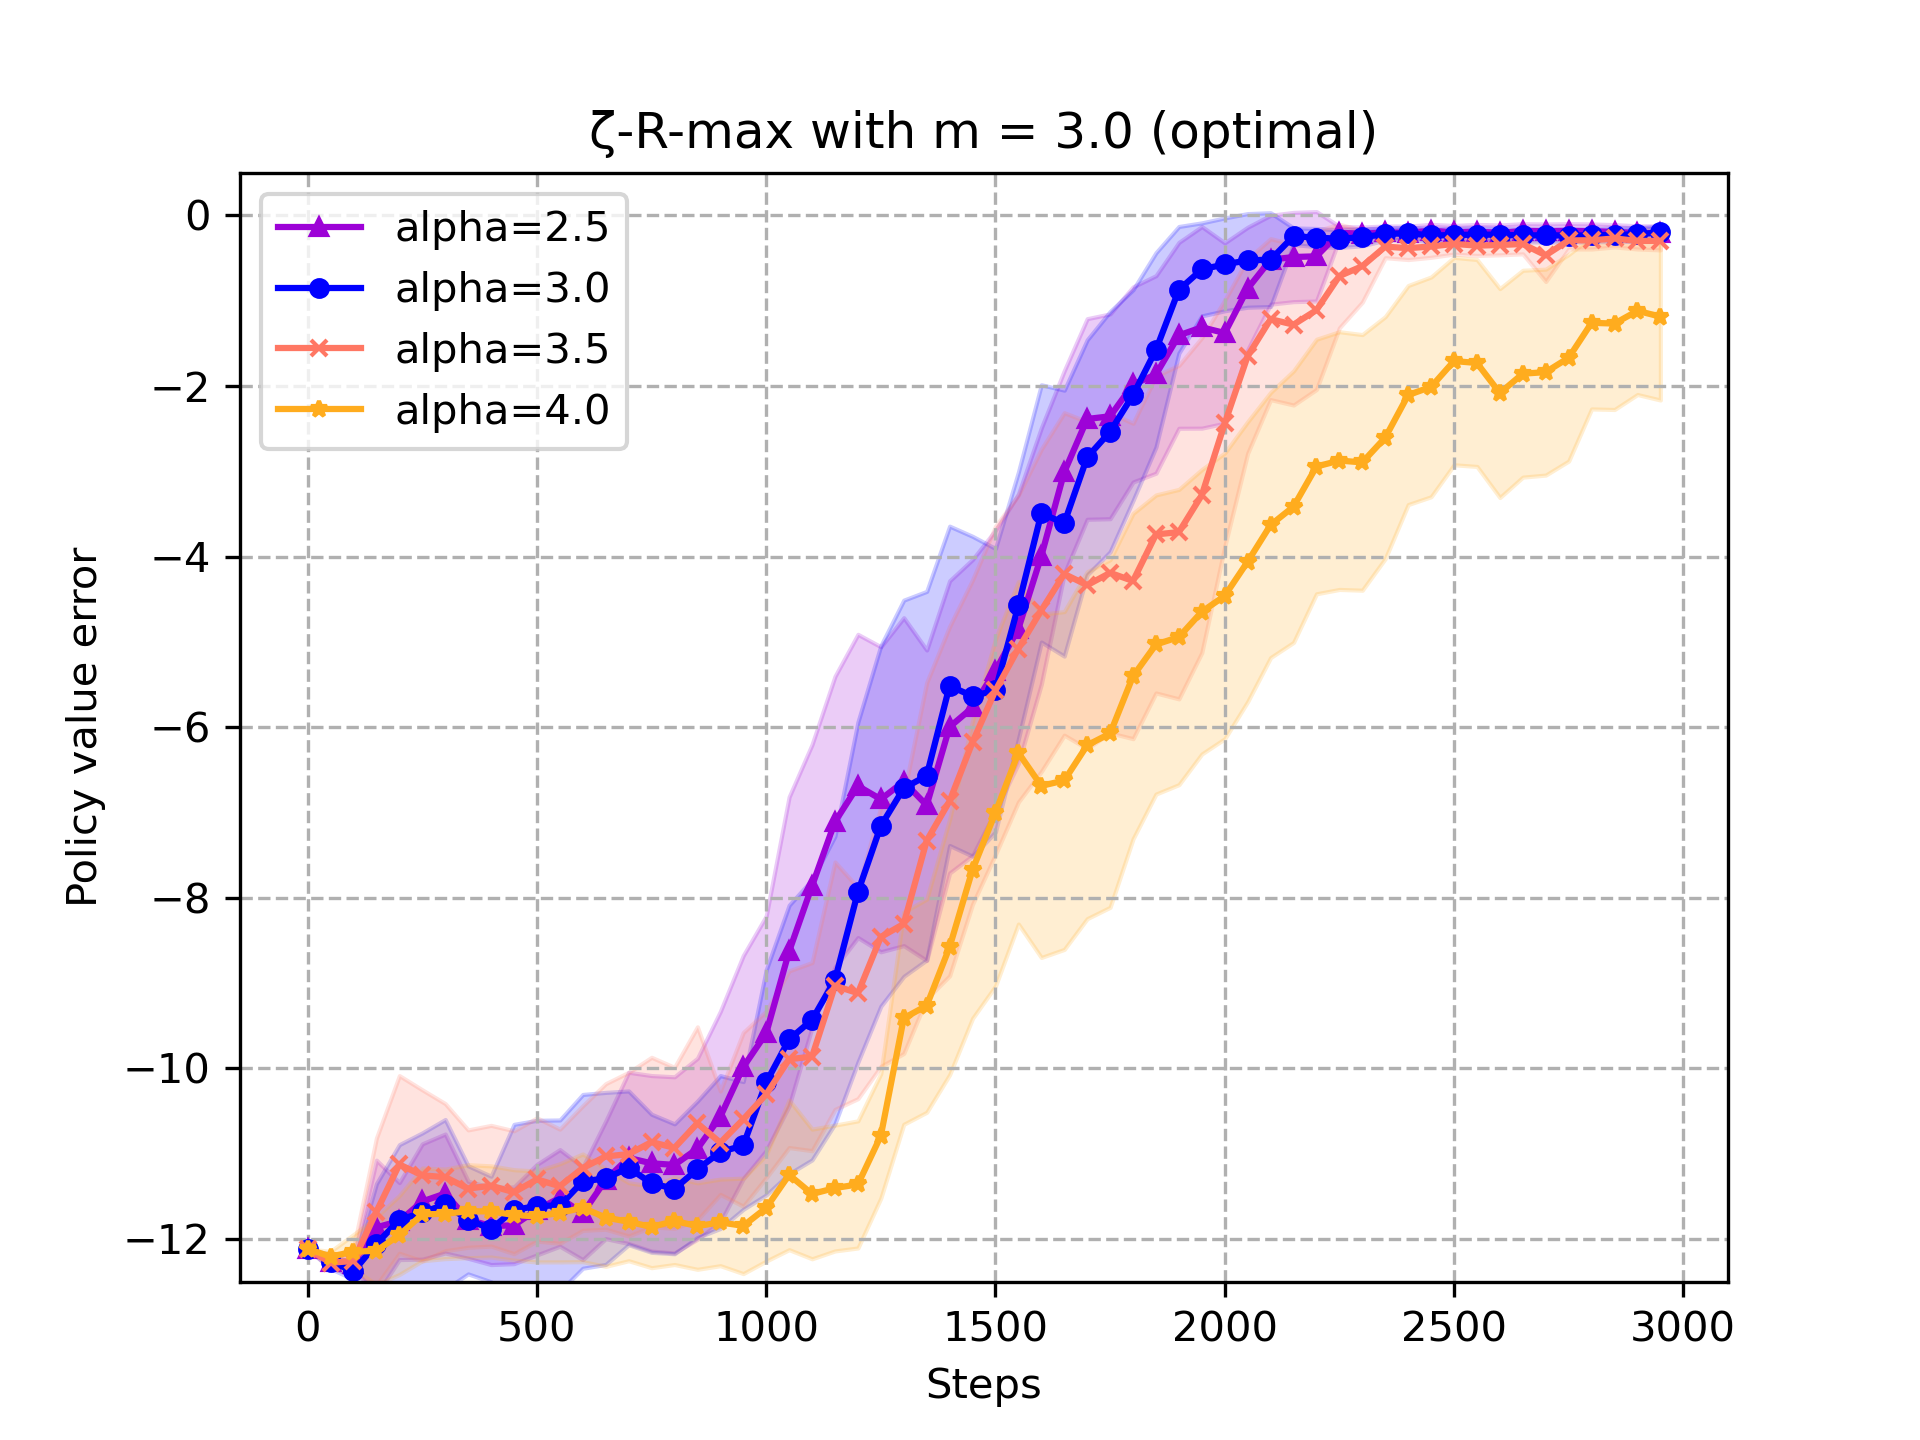 ζ-R-max with m = 3.0 (optimal)
alpha=2.5
alpha=3.0
alpha=3.5
alpha=4.0
Policy value error
0
−2
−4
−6
−8
−10
−12
0 500 1000 1500 2000 2500 3000
Steps